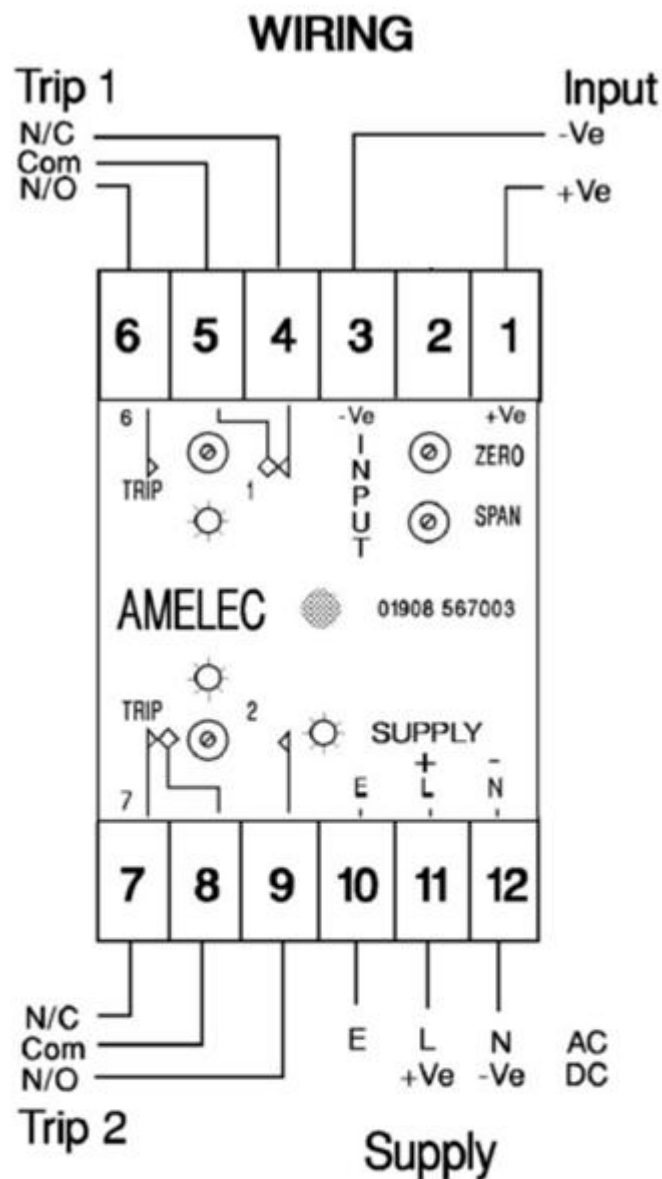 WIRING
Trip 1 Input
N/C -Ve
Com
N/O +Ve
6 5 4 3 2 1
6 -Ve +Ve
TRIP 1 INPUT ZERO
SPAN
AMELEC 01908 567003
TRIP 2 SUPPLY
+ -
7 E L N
7 8 9 10 11 12
N/C
Com E L N AC
N/O +Ve -Ve DC
Trip 2
Supply